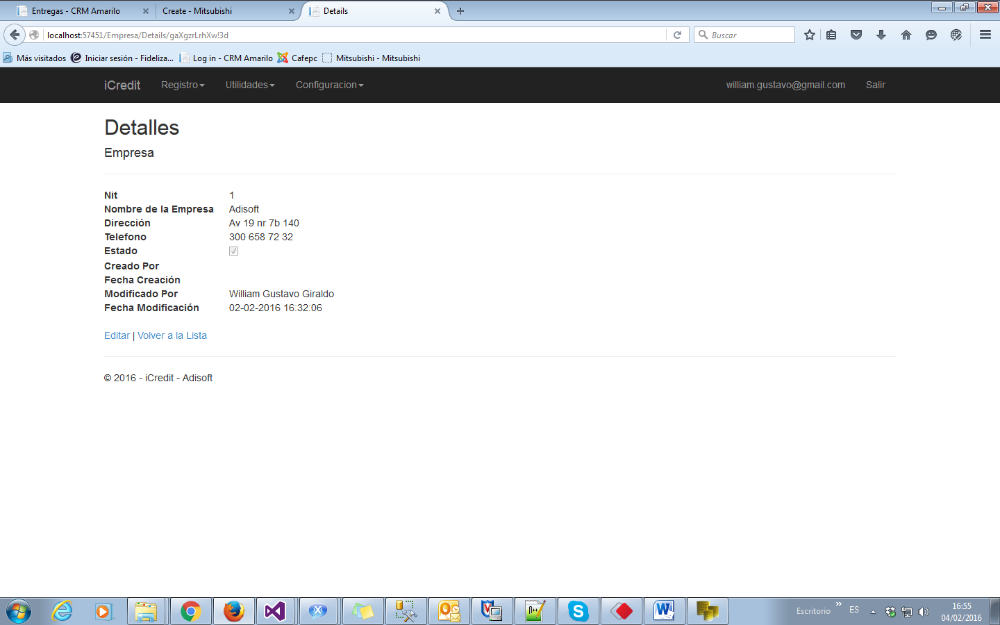 Entregas - CRM Amarilo
Create - Mitsubishi
Details
localhost:57451/Empresa/Details/gaXgzrLrhXw!3d
Buscar
Más visitados
Iniciar sesión - Fideliza...
Log in - CRM Amarilo
Cafepc
Mitsubishi - Mitsubishi
iCredit
Registro
Utilidades
Configuracion
william.gustavo@gmail.com
Salir
Detalles
Empresa
Nit 1
Nombre de la Empresa Adisoft
Dirección Av 19 nr 7b 140
Telefono 300 658 72 32
Estado
Creado Por
Fecha Creación
Modificado Por William Gustavo Giraldo
Fecha Modificación 02-02-2016 16:32:06
Editar | Volver a la Lista
© 2016 - iCredit - Adisoft
Escritorio
ES
16:55
04/02/2016